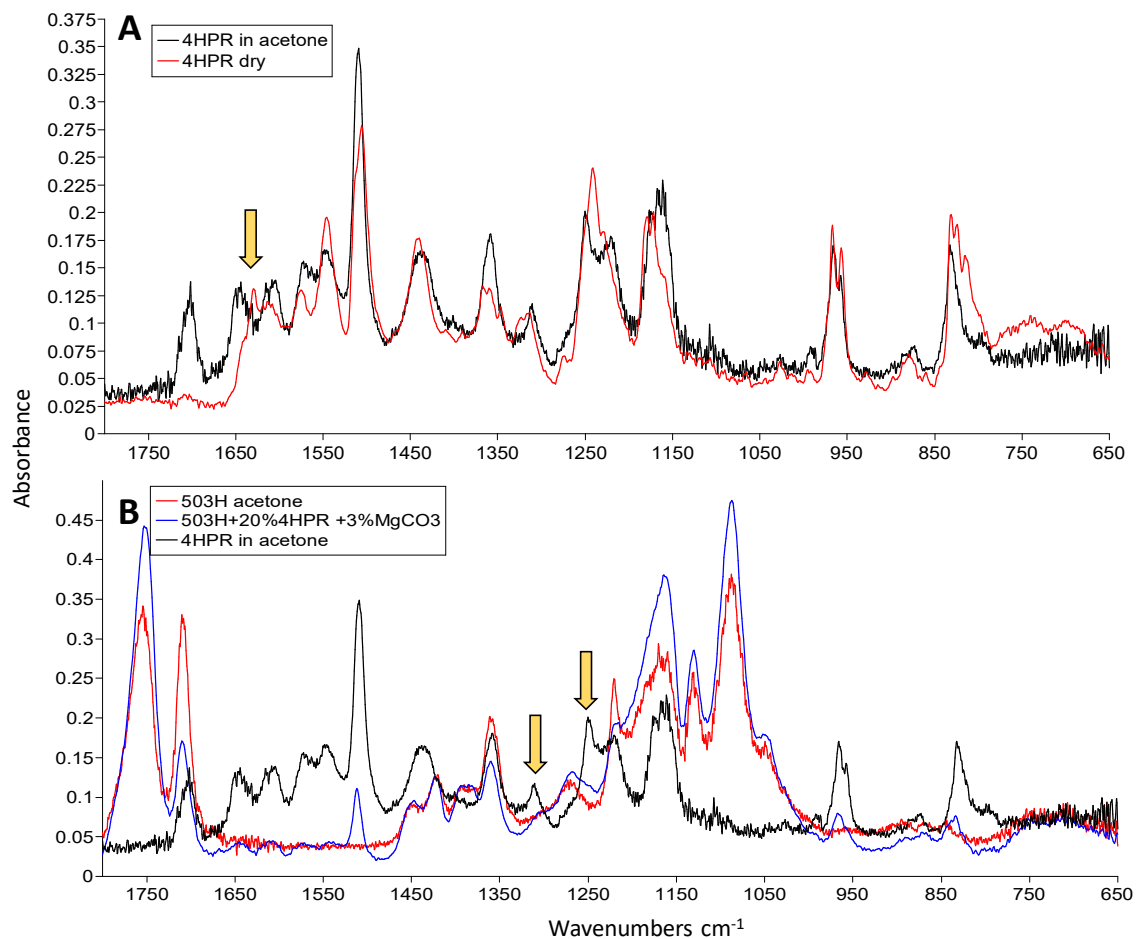 A
4HPR in acetone
4HPR dry
0.375
0.35
0.325
0.3
0.275
0.25
0.225
0.2
0.175
0.15
0.125
0.1
0.075
0.05
0.025
0
1750 1650 1550 1450 1350 1250 1150 1050 950 850 750 650
Absorbance
B
503H acetone
503H+20%4HPR +3%MgCO3
4HPR in acetone
0.45
0.4
0.35
0.3
0.25
0.2
0.15
0.1
0.05
0
1750 1650 1550 1450 1350 1250 1150 1050 950 850 750 650
Wavenumbers cm-1